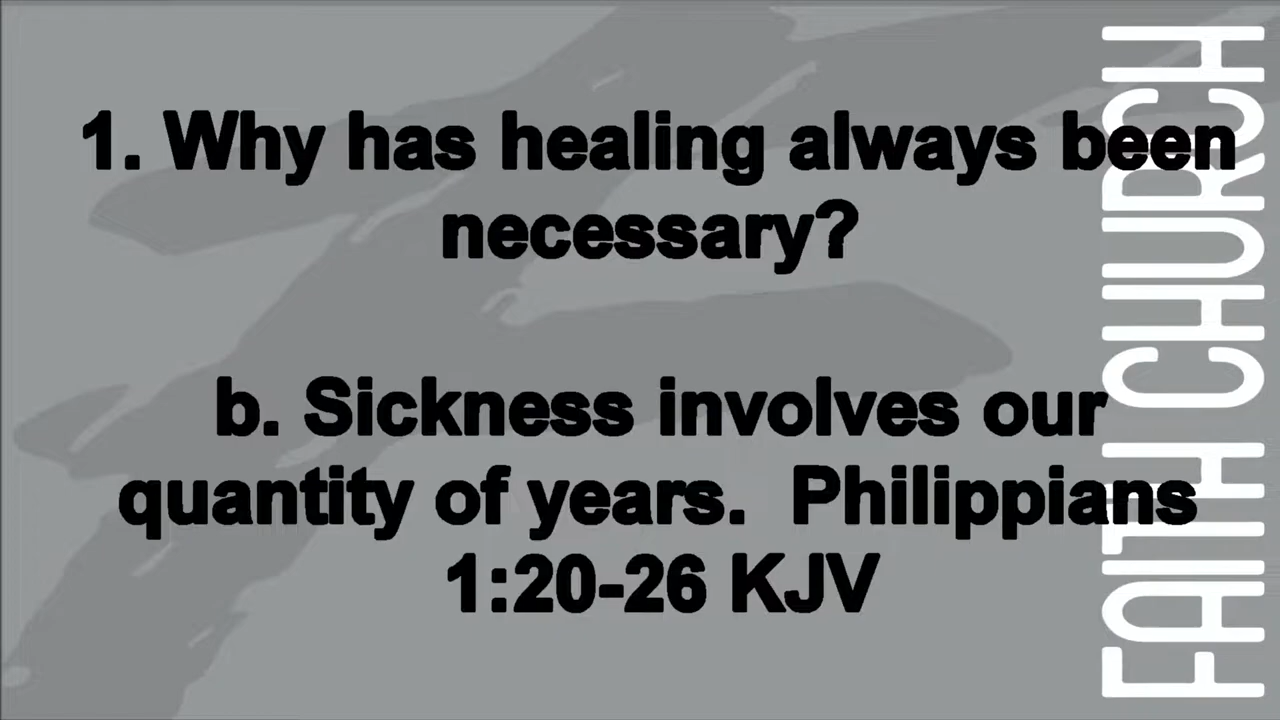 1. Why has healing always been
necessary?
b. Sickness involves our
quantity of years.  Philippians
1:20-26 KJV
FAITH CHURCH